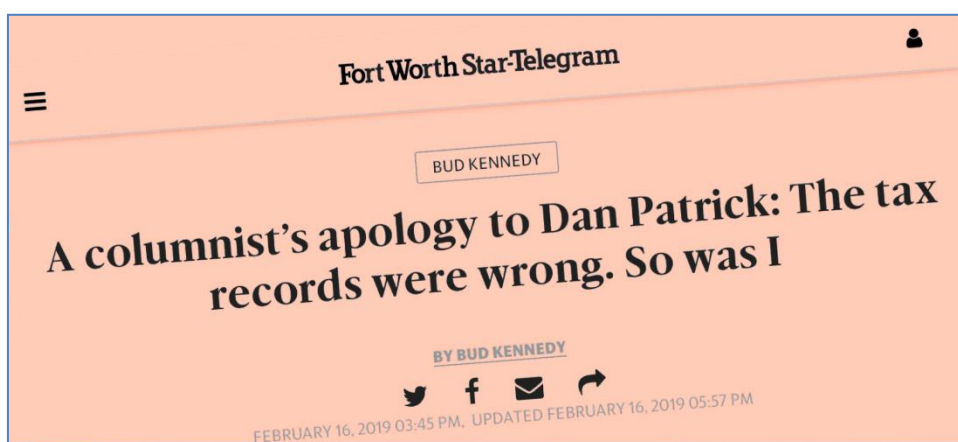 Fort Worth Star-Telegram
BUD KENNEDY
A columnist's apology to Dan Patrick: The tax
records were wrong. So was I
BY BUD KENNEDY
FEBRUARY 16, 2019 03:45 PM, UPDATED FEBRUARY 16, 2019 05:57 PM